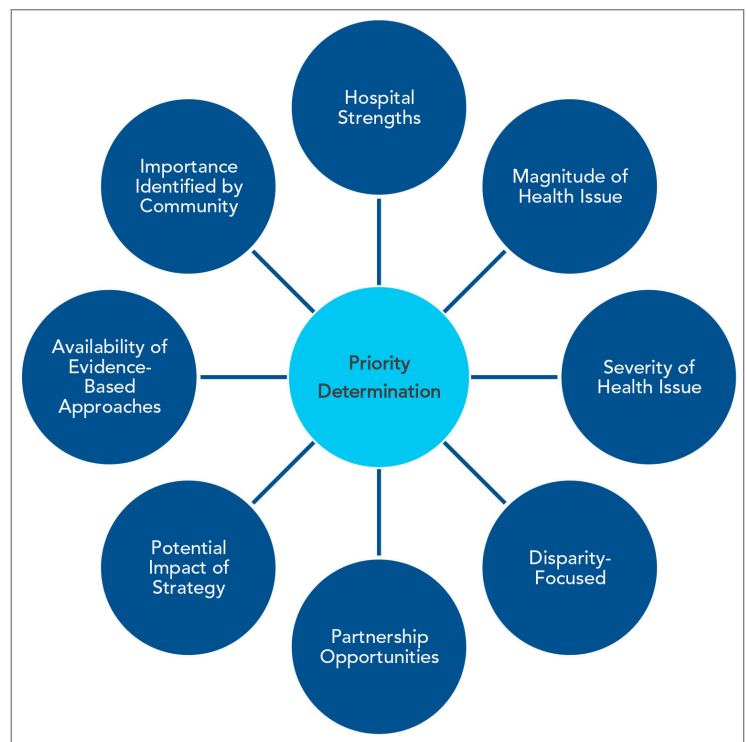 Hospital
Strengths
Magnitude of
Health Issue
Severity of
Health Issue
Disparity-
Focused
Partnership
Opportunities
Potential
Impact of
Strategy
Availability of
Evidence-
Based
Approaches
Importance
Identified by
Community
Priority
Determination